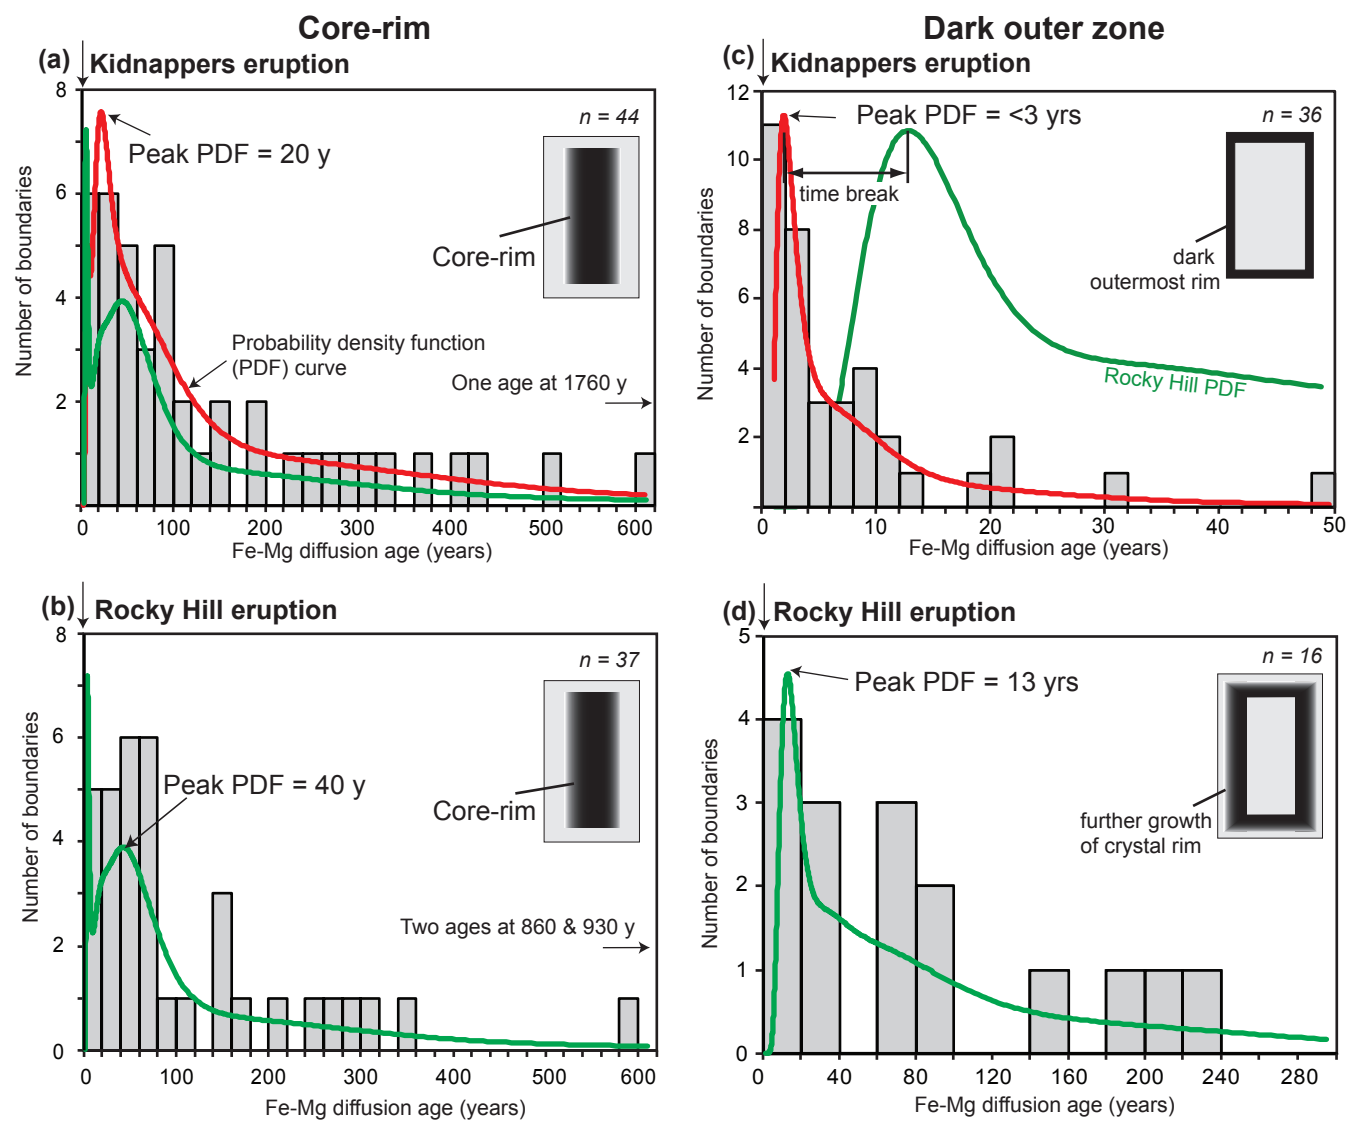 Core-rim
Dark outer zone
(a)
Kidnappers eruption
n = 44
Peak PDF = 20 y
Core-rim
Probability density function
(PDF) curve
One age at 1760 y
Number of boundaries
8
6
4
2
0
0 100 200 300 400 500 600
Fe-Mg diffusion age (years)
(c)
Kidnappers eruption
n = 36
Peak PDF = <3 yrs
time break
dark
outermost rim
Rocky Hill PDF
Number of boundaries
12
10
8
6
4
2
0
0 10 20 30 40 50
Fe-Mg diffusion age (years)
(b)
Rocky Hill eruption
n = 37
Peak PDF = 40 y
Core-rim
Two ages at 860 & 930 y
Number of boundaries
8
6
4
2
0
0 100 200 300 400 500 600
Fe-Mg diffusion age (years)
(d)
Rocky Hill eruption
n = 16
Peak PDF = 13 yrs
further growth
of crystal rim
Number of boundaries
5
4
3
2
1
0
0 40 80 120 160 200 240 280
Fe-Mg diffusion age (years)